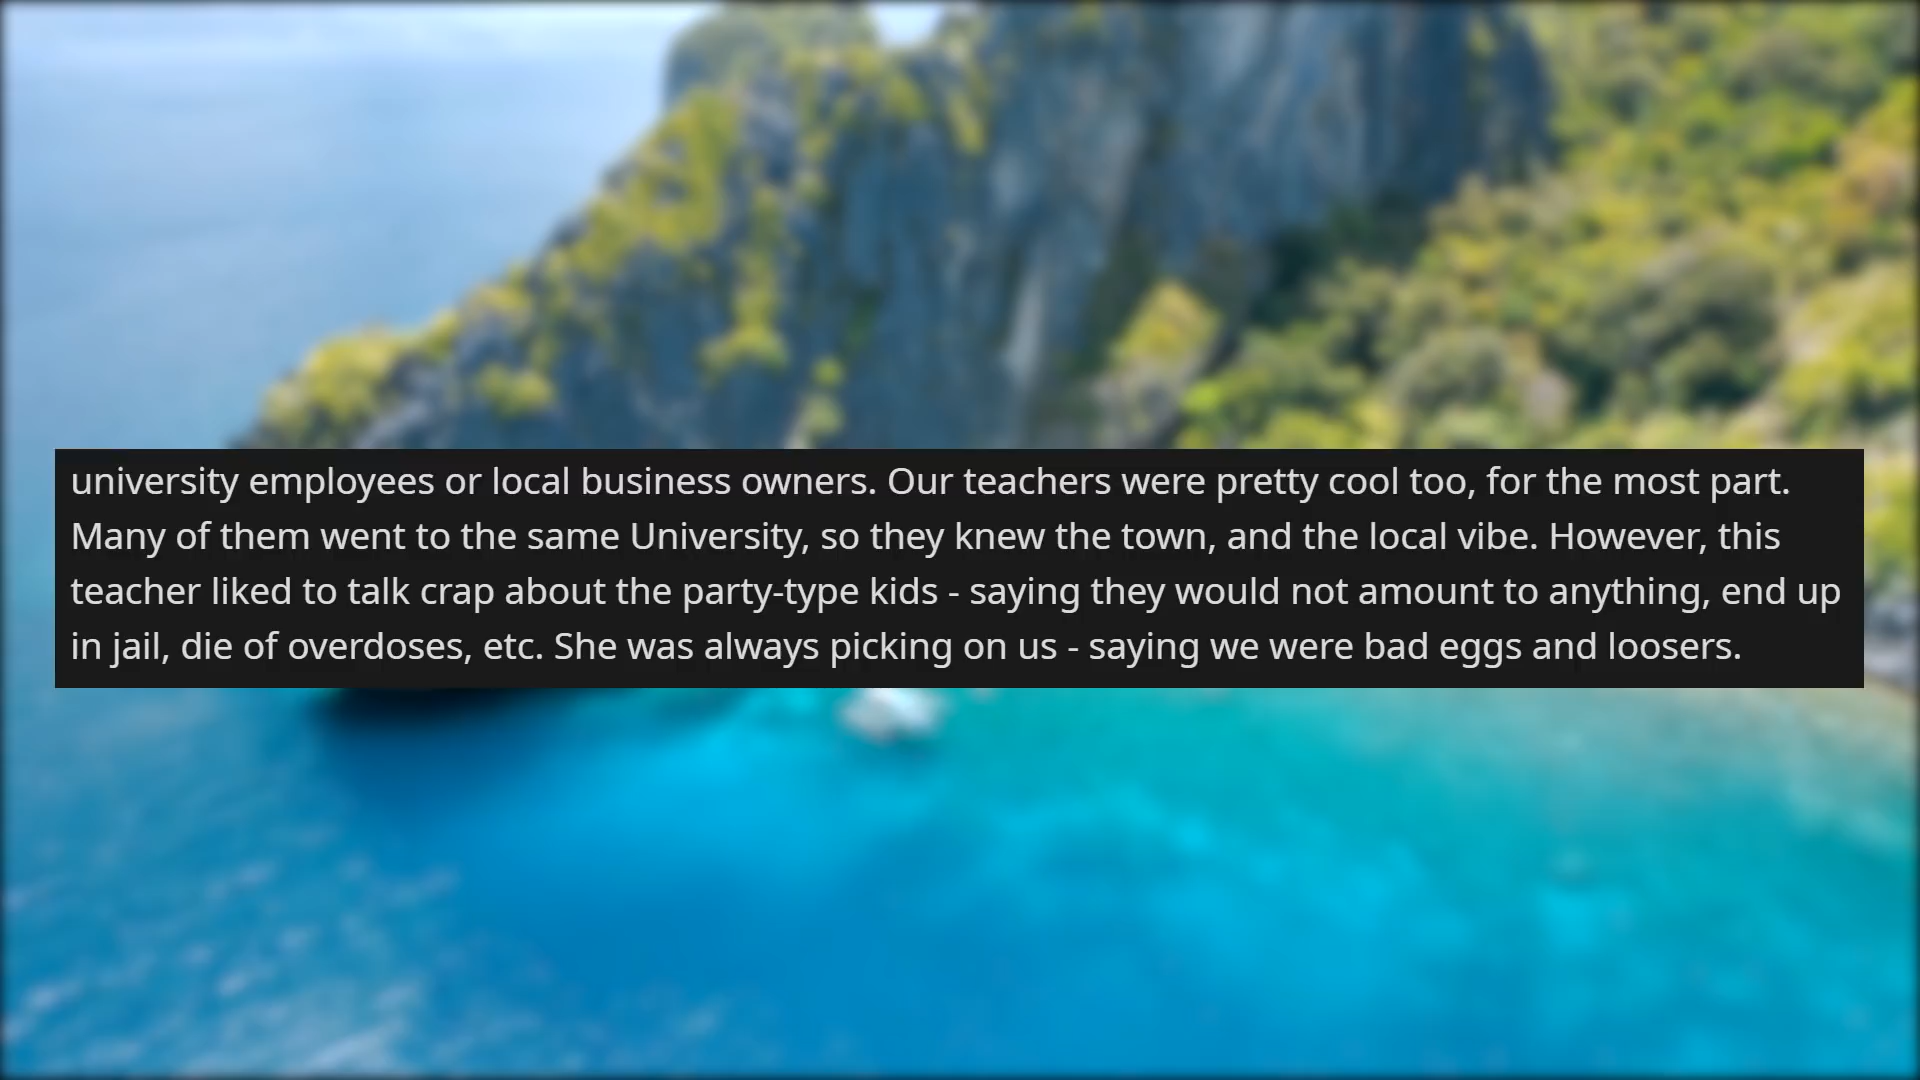 university employees or local business owners. Our teachers were pretty cool too, for the most part.
Many of them went to the same University, so they knew the town, and the local vibe. However, this
teacher liked to talk crap about the party-type kids - saying they would not amount to anything, end up
in jail, die of overdoses, etc. She was always picking on us - saying we were bad eggs and loosers.